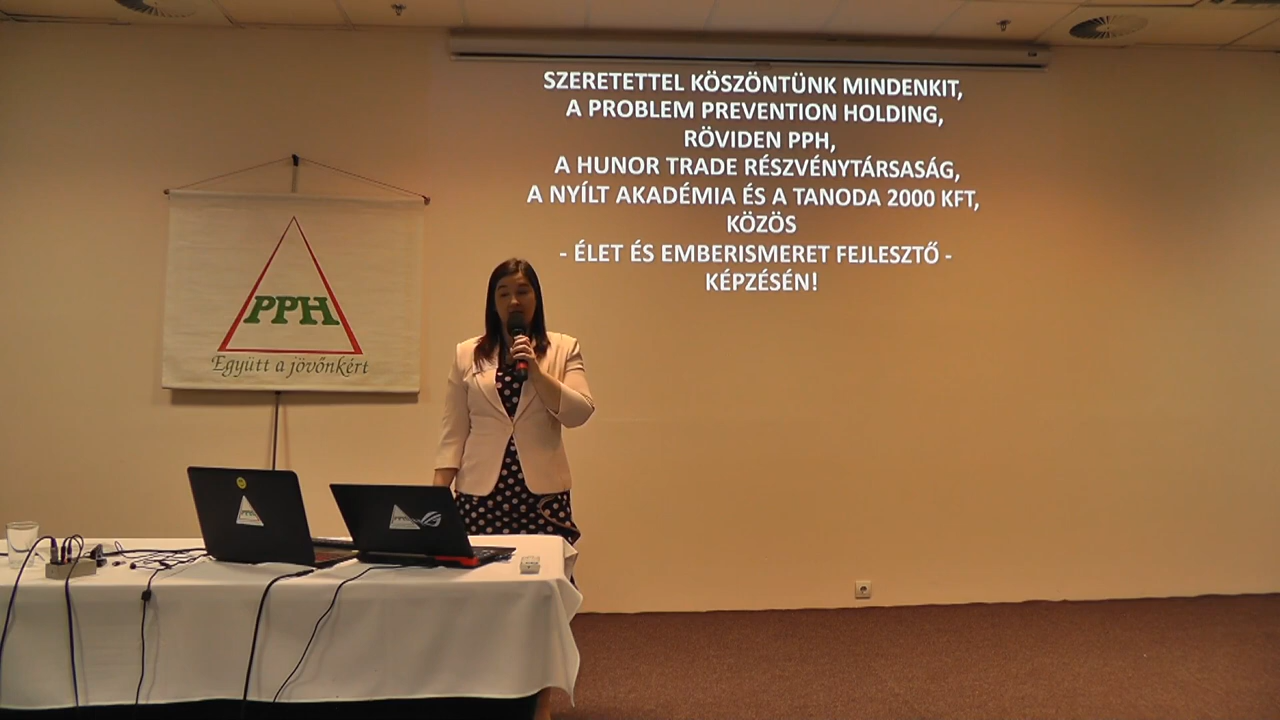 SZERETETTEL KÖSZÖNTÜNK MINDENKIT,
A PROBLEM PREVENTION HOLDING,
RÖVIDEN PPH,
A HUNOR TRADE RÉSZVÉNYTÁRSASÁG,
A NYÍLT AKADÉMIA ÉS A TANODA 2000 KFT,
KÖZÖS
- ÉLET ÉS EMBERISMERET FEJLESZTŐ -
KÉPZÉSÉN!
PPH
Együtt a jövőnkért